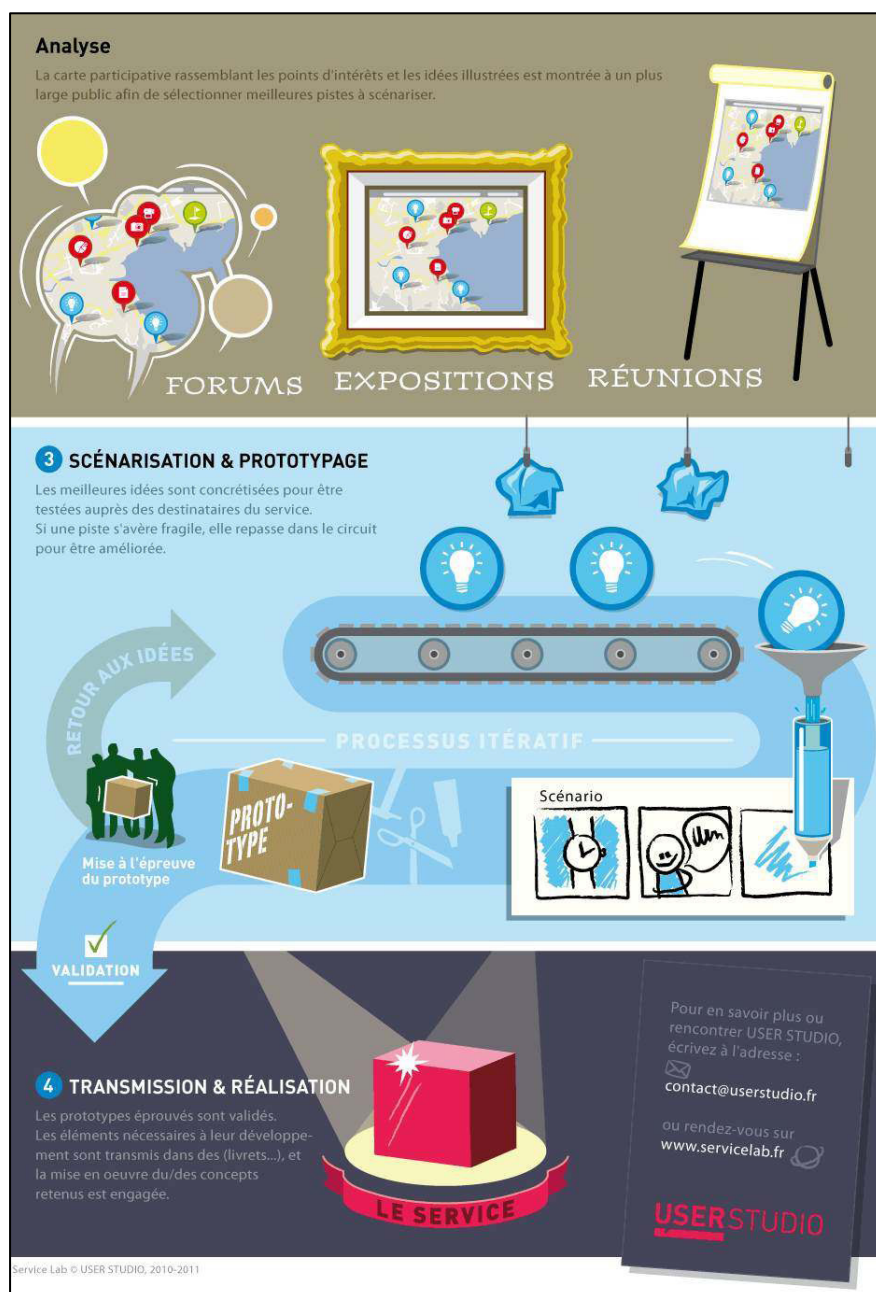 Analyse
La carte participative rassemblant les points d'intérêts et les idées illustrées est montrée à un plus
large public afin de sélectionner meilleures pistes à scénariser.
FORUMS EXPOSITIONS RÉUNIONS
3 SCÉNARISATION & PROTOTYPAGE
Les meilleures idées sont concrétisées pour être
testées auprès des destinataires du service.
Si une piste s'avère fragile, elle repasse dans le circuit
pour être améliorée.
RETOUR AUX IDÉES
PROCESSUS ITÉRATIF
PROTO-
TYPE
Scénario
Mise à l'épreuve
du prototype
VALIDATION
4 TRANSMISSION & RÉALISATION
Les prototypes éprouvés sont validés.
Les éléments nécessaires à leur développe-
ment sont transmis dans des (livrets...), et
la mise en oeuvre du/des concepts
retenus est engagée.
LE SERVICE
Pour en savoir plus ou
rencontrer USER STUDIO,
écrivez à l'adresse :
contact@userstudio.fr
ou rendez-vous sur
www.servicelab.fr
USERSTUDIO
Service Lab © USER STUDIO, 2010-2011